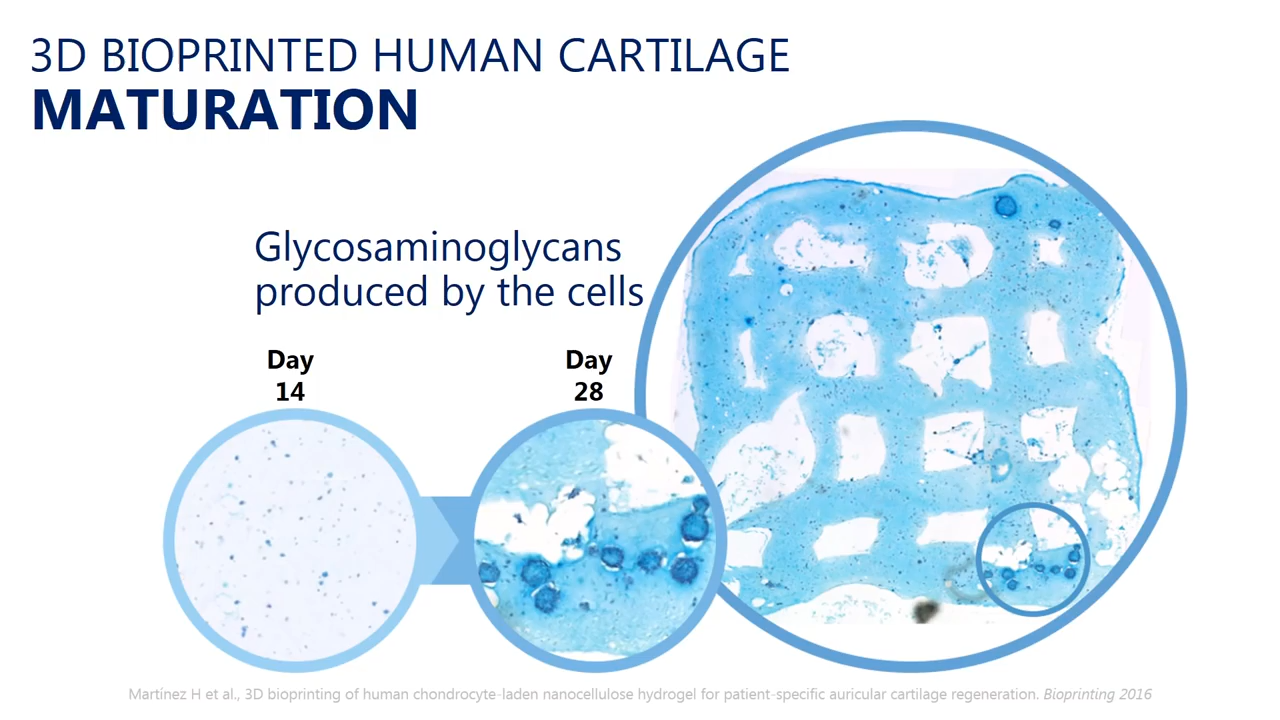 3D BIOPRINTED HUMAN CARTILAGE
MATURATION
Glycosaminoglycans
produced by the cells
Day
14
Day
28
Martínez H et al., 3D bioprinting of human chondrocyte-laden nanocellulose hydrogel for patient-specific auricular cartilage regeneration. Bioprinting 2016